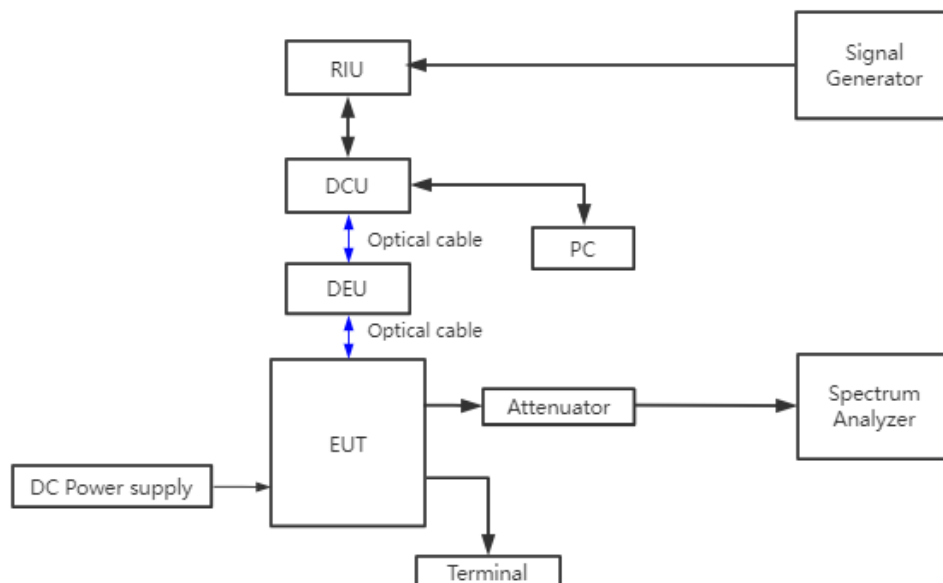 RIU
Signal
Generator
DCU
Optical cable
PC
DEU
Optical cable
EUT
Attenuator
Spectrum
Analyzer
DC Power supply
Terminal